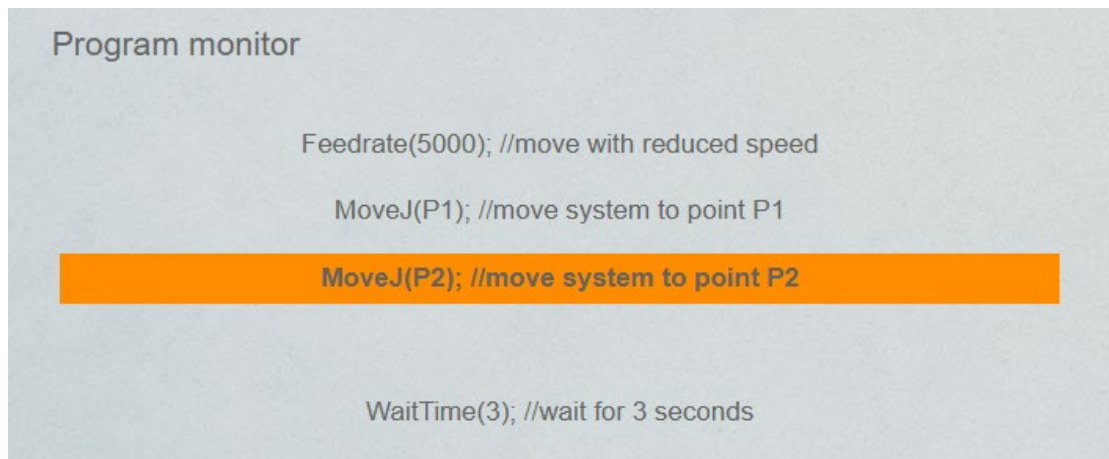 Program monitor
Feedrate(5000); //move with reduced speed
MoveJ(P1); //move system to point P1
MoveJ(P2); //move system to point P2
WaitTime(3); //wait for 3 seconds